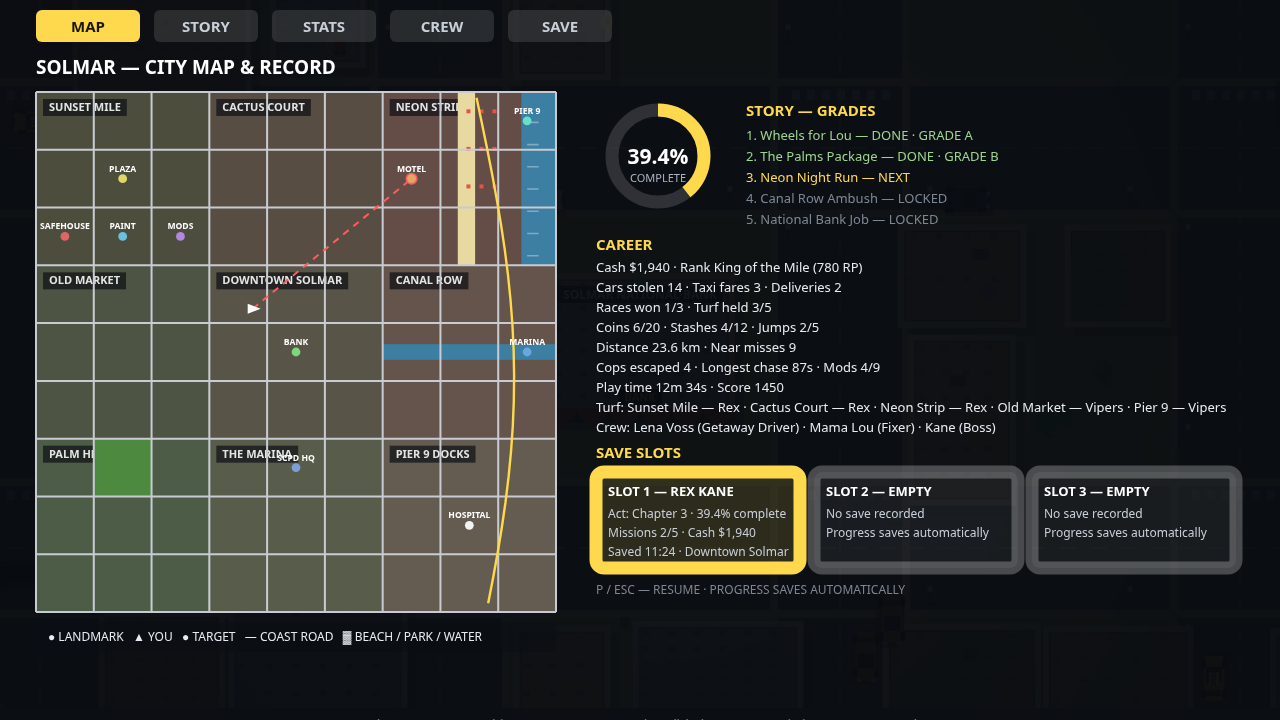 MAP
STORY
STATS
CREW
SAVE
SOLMAR — CITY MAP & RECORD
SUNSET MILE
CACTUS COURT
NEON STRIP
PIER 9
PLAZA
MOTEL
SAFEHOUSE
PAINT
MODS
OLD MARKET
DOWNTOWN SOLMAR
CANAL ROW
BANK
MARINA
PALM
THE MARINA
HQ
PIER 9 DOCKS
HOSPITAL
● LANDMARK ▲ YOU ● TARGET — COAST ROAD ▓ BEACH / PARK / WATER
39.4%
COMPLETE
STORY — GRADES
1. Wheels for Lou — DONE · GRADE A
2. The Palms Package — DONE · GRADE B
3. Neon Night Run — NEXT
4. Canal Row Ambush — LOCKED
5. National Bank Job — LOCKED
CAREER
Cash $1,940 · Rank King of the Mile (780 RP)
Cars stolen 14 · Taxi fares 3 · Deliveries 2
Races won 1/3 · Turf held 3/5
Coins 6/20 · Stashes 4/12 · Jumps 2/5
Distance 23.6 km · Near misses 9
Cops escaped 4 · Longest chase 87s · Mods 4/9
Play time 12m 34s · Score 1450
Turf: Sunset Mile — Rex · Cactus Court — Rex · Neon Strip — Rex · Old Market — Vipers · Pier 9 — Vipers
Crew: Lena Voss (Getaway Driver) · Mama Lou (Fixer) · Kane (Boss)
SAVE SLOTS
SLOT 1 — REX KANE
Act: Chapter 3 · 39.4% complete
Missions 2/5 · Cash $1,940
Saved 11:24 · Downtown Solmar
SLOT 2 — EMPTY
No save recorded
Progress saves automatically
SLOT 3 — EMPTY
No save recorded
Progress saves automatically
P / ESC — RESUME · PROGRESS SAVES AUTOMATICALLY